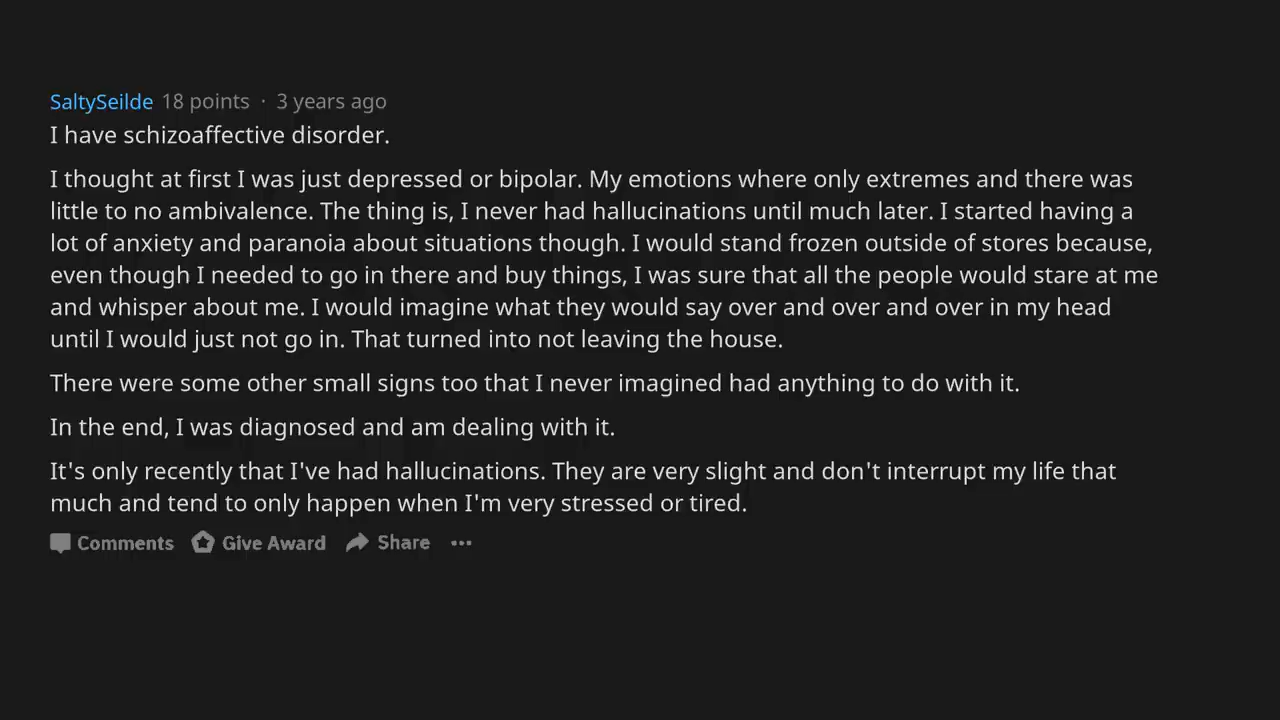 SaltySeilde 18 points · 3 years ago
I have schizoaffective disorder.
I thought at first I was just depressed or bipolar. My emotions where only extremes and there was
little to no ambivalence. The thing is, I never had hallucinations until much later. I started having a
lot of anxiety and paranoia about situations though. I would stand frozen outside of stores because,
even though I needed to go in there and buy things, I was sure that all the people would stare at me
and whisper about me. I would imagine what they would say over and over and over in my head
until I would just not go in. That turned into not leaving the house.
There were some other small signs too that I never imagined had anything to do with it.
In the end, I was diagnosed and am dealing with it.
It's only recently that I've had hallucinations. They are very slight and don't interrupt my life that
much and tend to only happen when I'm very stressed or tired.
Comments Give Award Share ···